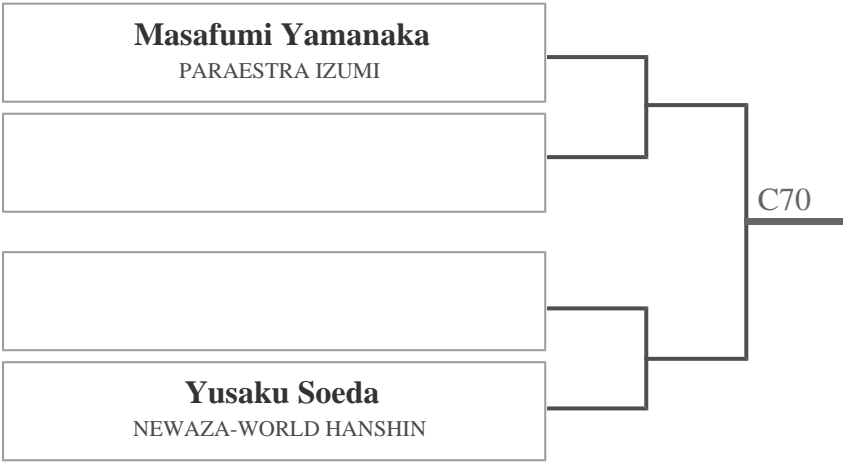 Masafumi Yamanaka
PARAESTRA IZUMI
C70
Yusaku Soeda
NEWAZA-WORLD HANSHIN